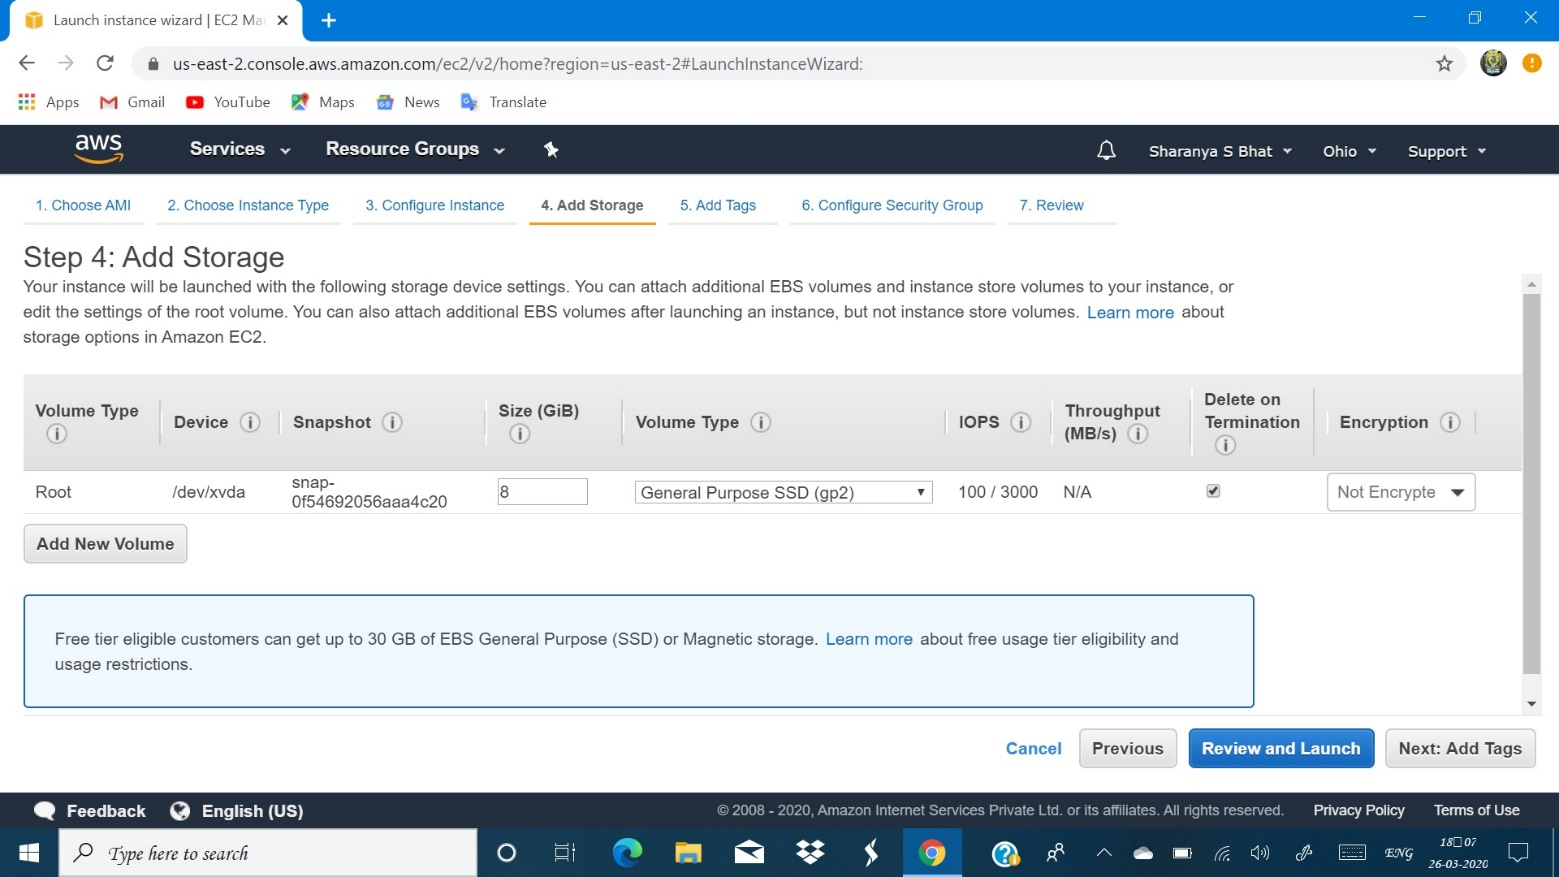 Launch instance wizard | EC2 Ma
us-east-2.console.aws.amazon.com/ec2/v2/home?region=us-east-2#LaunchInstanceWizard:
Apps Gmail YouTube Maps News Translate
aws Services Resource Groups Sharanya S Bhat Ohio Support
1. Choose AMI 2. Choose Instance Type 3. Configure Instance 4. Add Storage 5. Add Tags 6. Configure Security Group 7. Review
Step 4: Add Storage
Your instance will be launched with the following storage device settings. You can attach additional EBS volumes and instance store volumes to your instance, or
edit the settings of the root volume. You can also attach additional EBS volumes after launching an instance, but not instance store volumes. Learn more about
storage options in Amazon EC2.
Volume Type Device Snapshot Size (GiB) Volume Type IOPS Throughput (MB/s) Delete on Termination Encryption
Root /dev/xvda snap-0f54692056aaa4c20 8 General Purpose SSD (gp2) 100 / 3000 N/A Not Encrypte
Add New Volume
Free tier eligible customers can get up to 30 GB of EBS General Purpose (SSD) or Magnetic storage. Learn more about free usage tier eligibility and
usage restrictions.
Cancel Previous Review and Launch Next: Add Tags
Feedback English (US) © 2008 - 2020, Amazon Internet Services Private Ltd. or its affiliates. All rights reserved. Privacy Policy Terms of Use
Type here to search ENG 18▯07
26-03-2020